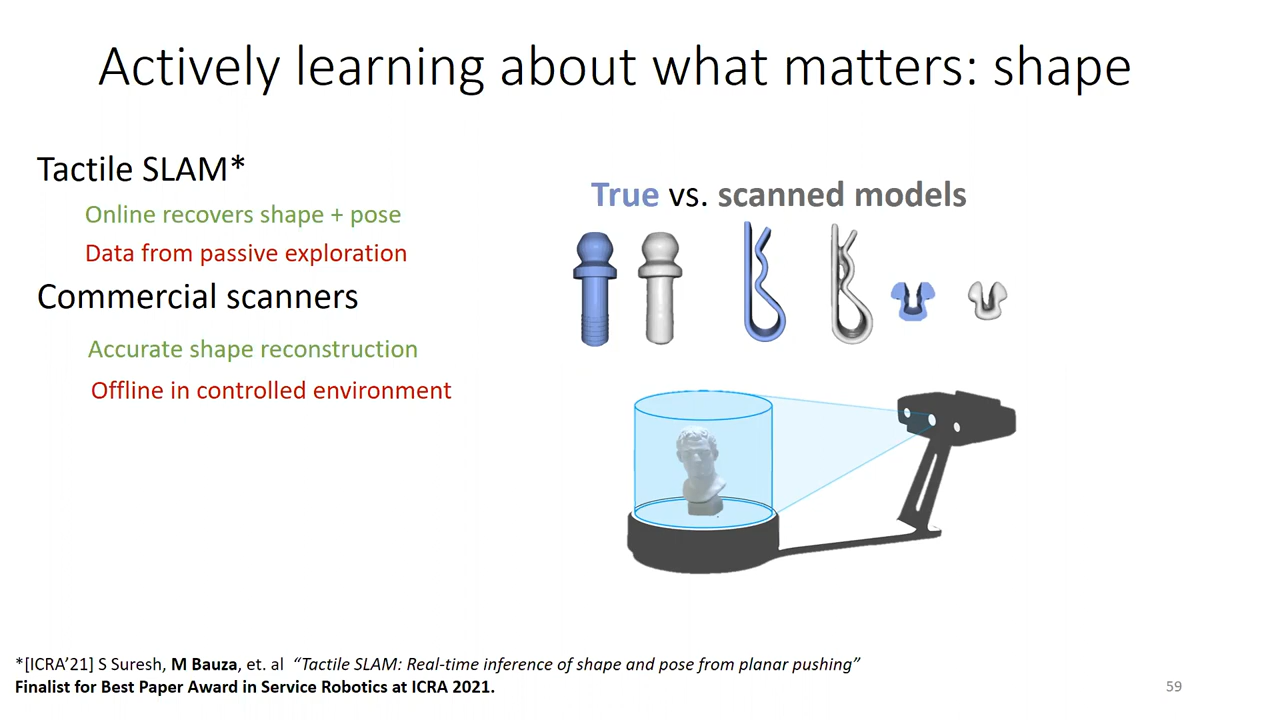 Actively learning about what matters: shape
Tactile SLAM*
Online recovers shape + pose
Data from passive exploration
Commercial scanners
Accurate shape reconstruction
Offline in controlled environment
True vs. scanned models
*[ICRA’21] S Suresh, M Bauza, et. al “Tactile SLAM: Real-time inference of shape and pose from planar pushing”
Finalist for Best Paper Award in Service Robotics at ICRA 2021.
59